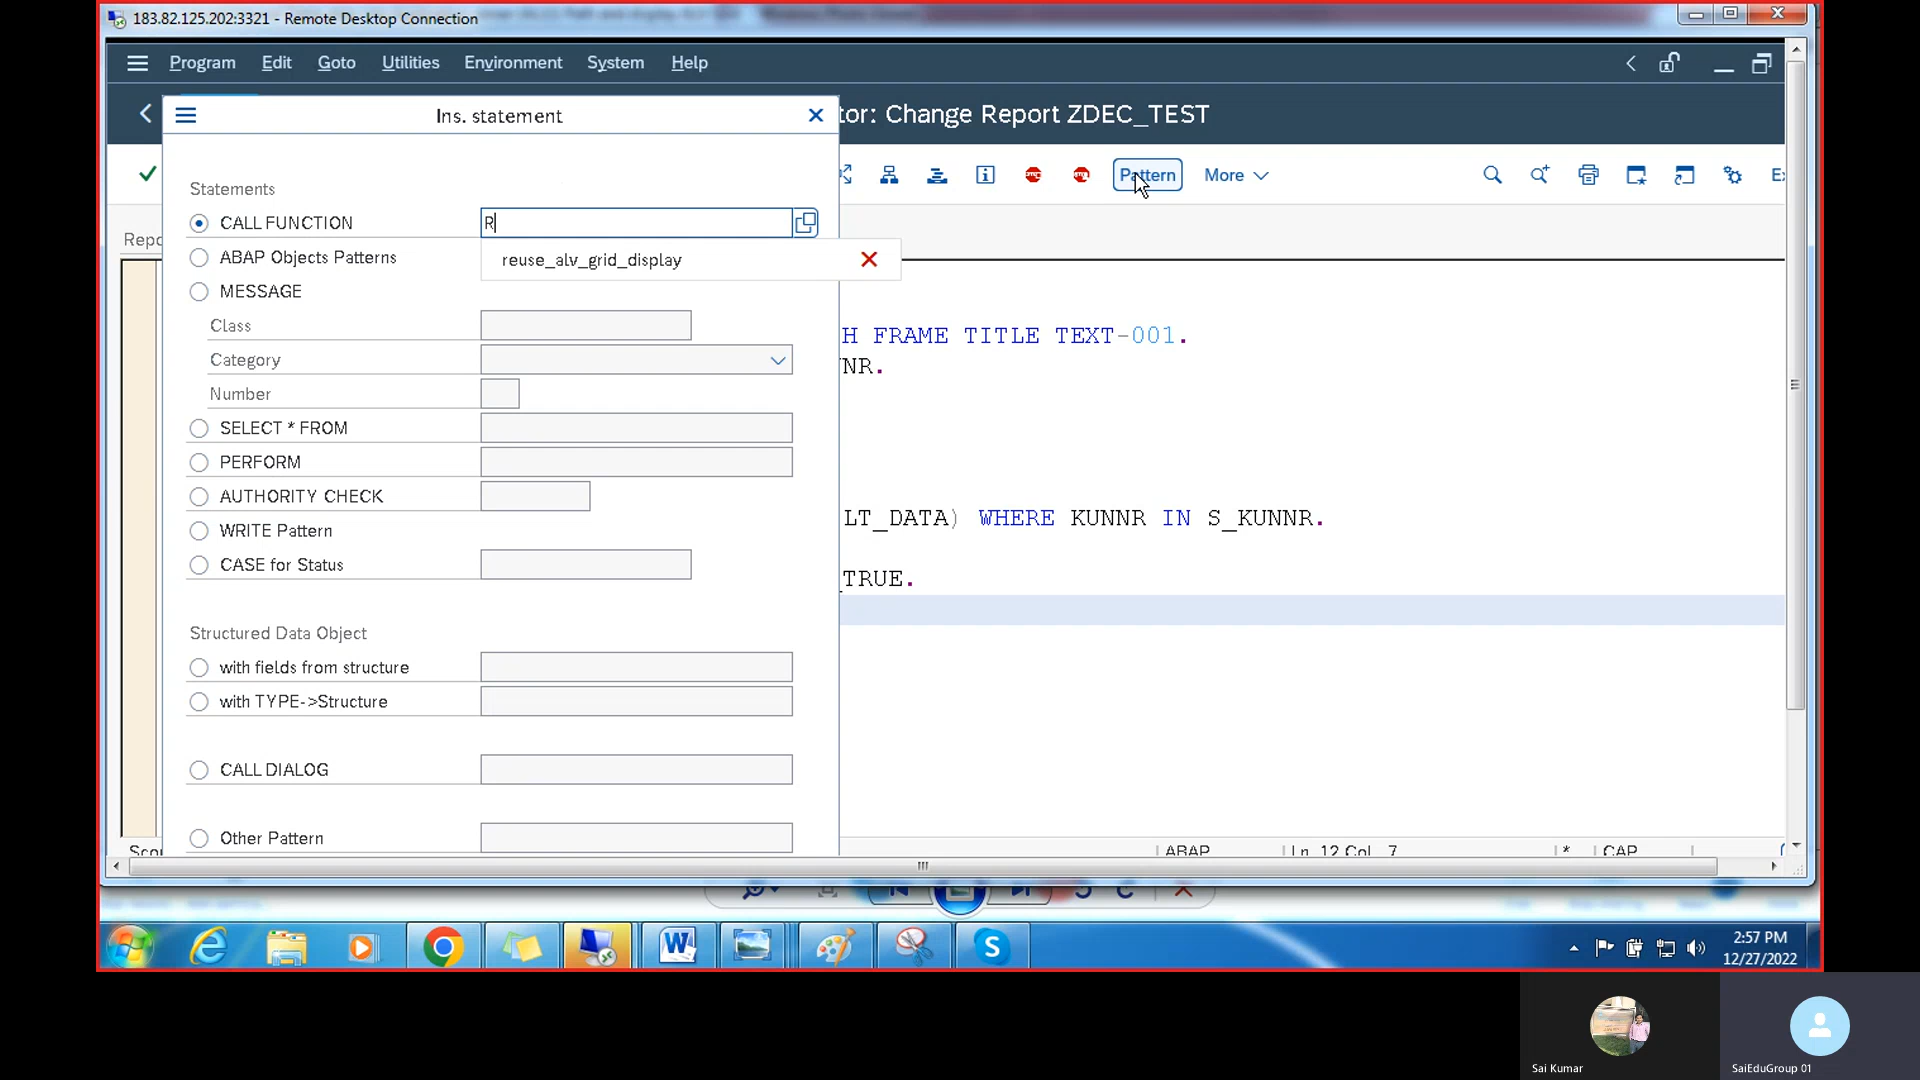 183.82.125.202:3321 - Remote Desktop Connection
Program Edit Goto Utilities Environment System Help
Ins. statement
tor: Change Report ZDEC_TEST
Pattern More
Statements
Repo
CALL FUNCTION R
ABAP Objects Patterns reuse_alv_grid_display
MESSAGE
Class
Category
Number
SELECT * FROM
PERFORM
AUTHORITY CHECK
WRITE Pattern
CASE for Status
Structured Data Object
with fields from structure
with TYPE->Structure
CALL DIALOG
Other Pattern
H FRAME TITLE TEXT-001.
NR.
LT_DATA) WHERE KUNNR IN S_KUNNR.
_TRUE.
ABAP Ln. 12 Col. 7 * CAP
2:57 PM
12/27/2022
Sai Kumar
SaiEduGroup 01